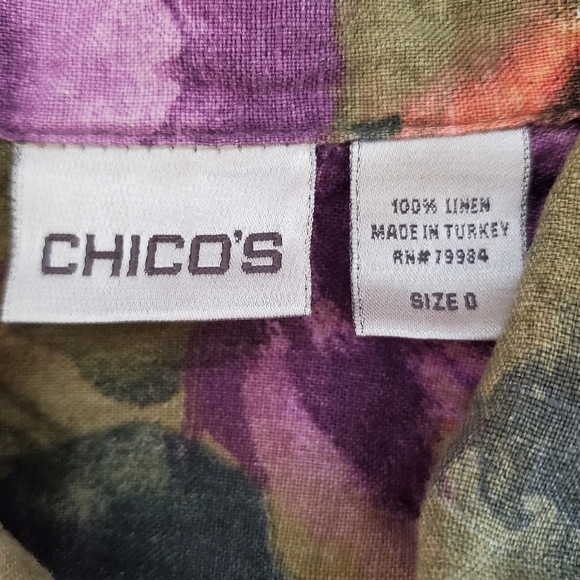 CHICO'S
100% LINEN
MADE IN TURKEY
RN# 79984
SIZE 0